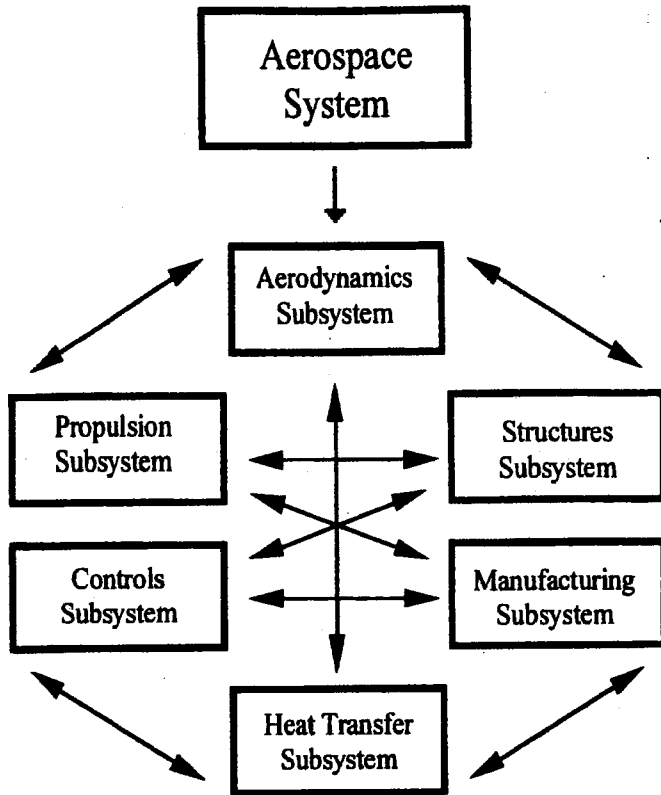 Aerospace
System
Aerodynamics
Subsystem
Propulsion
Subsystem
Structures
Subsystem
Controls
Subsystem
Manufacturing
Subsystem
Heat Transfer
Subsystem